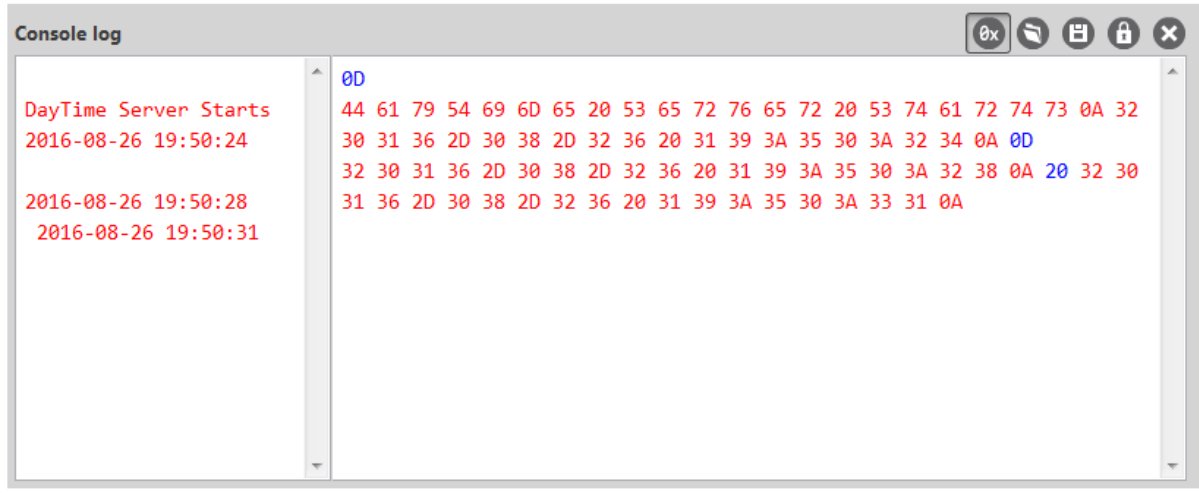 Console log
0x
DayTime Server Starts
2016-08-26 19:50:24
2016-08-26 19:50:28
2016-08-26 19:50:31
0D
44 61 79 54 69 6D 65 20 53 65 72 76 65 72 20 53 74 61 72 74 73 0A 32
30 31 36 2D 30 38 2D 32 36 20 31 39 3A 35 30 3A 32 34 0A 0D
32 30 31 36 2D 30 38 2D 32 36 20 31 39 3A 35 30 3A 32 38 0A 20 32 30
31 36 2D 30 38 2D 32 36 20 31 39 3A 35 30 3A 33 31 0A